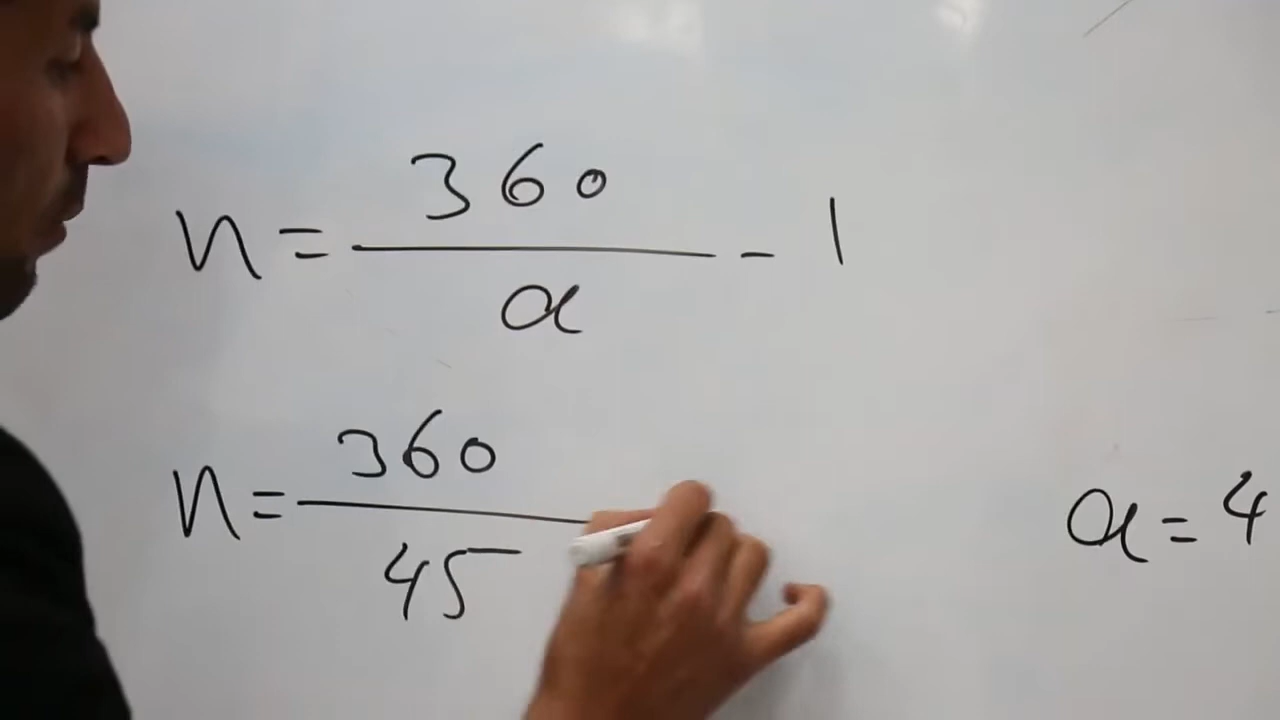 n = 360 / a - 1
n = 360 / 45
a = 4